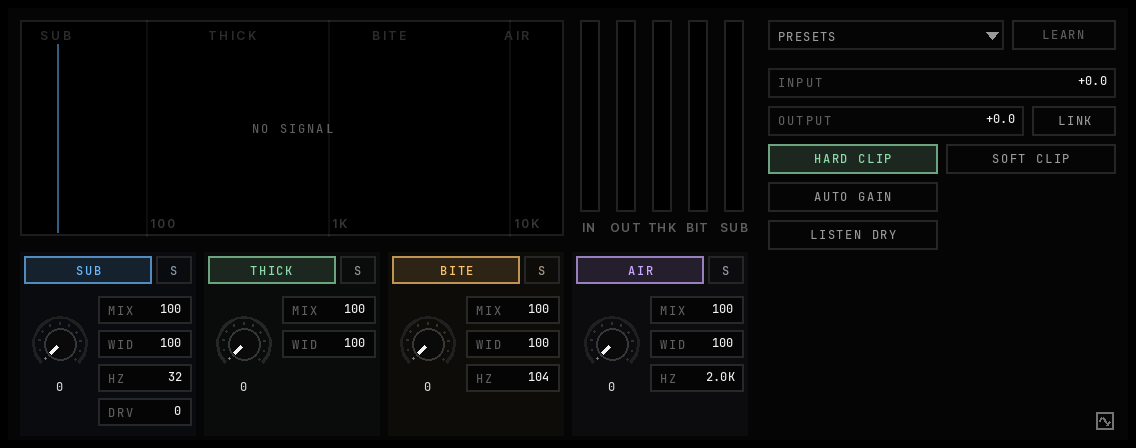 SUB THICK BITE AIR
NO SIGNAL
100 1K 10K
IN OUT THK BIT SUB
PRESETS LEARN
INPUT +0.0
OUTPUT +0.0 LINK
HARD CLIP SOFT CLIP
AUTO GAIN
LISTEN DRY
SUB S
MIX 100
WID 100
HZ 32
DRV 0
0
THICK S
MIX 100
WID 100
0
BITE S
MIX 100
WID 100
HZ 104
0
AIR S
MIX 100
WID 100
HZ 2.0K
0